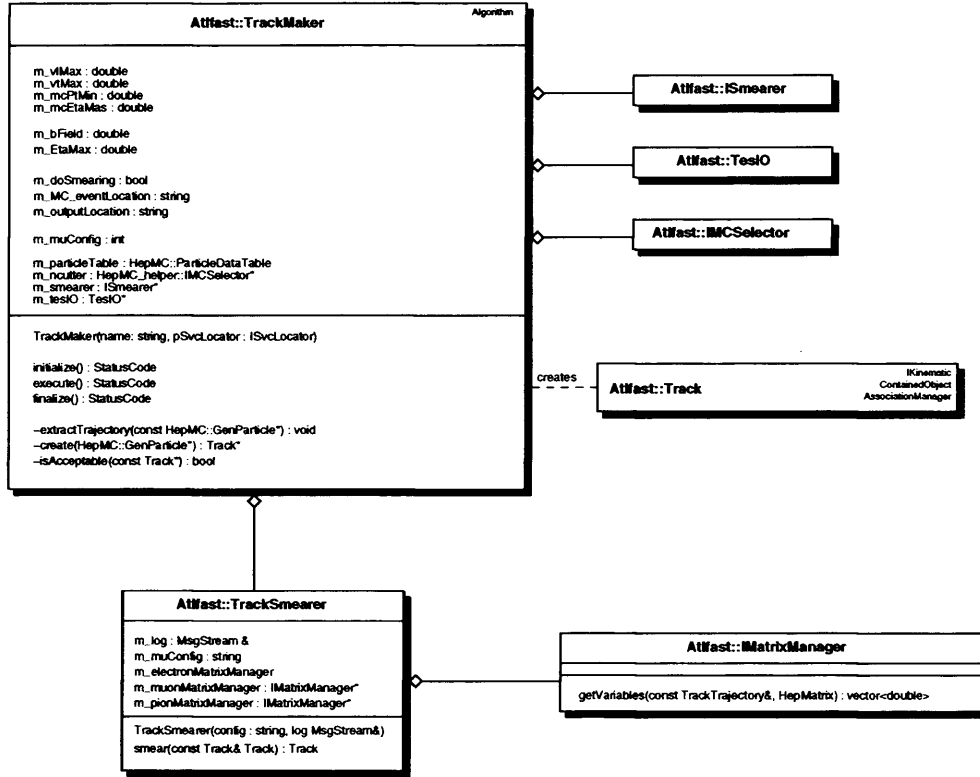 Atlfast::TrackMaker
Algorithm
m_vlMax : double
m_vtMax : double
m_mcPtMin : double
m_mcEtaMas : double
m_bField : double
m_EtaMax : double
m_doSmearing : bool
m_MC_eventLocation : string
m_outputLocation : string
m_muConfig : int
m_particleTable : HepMC::ParticleDataTable
m_ncutter : HepMC_helper::IMCSelector*
m_smearer : ISmearer*
m_tesIO : TesIO*
TrackMaker(name: string, pSvcLocator : ISvcLocator)
initialize() : StatusCode
execute() : StatusCode
finalize() : StatusCode
–extractTrajectory(const HepMC::GenParticle*) : void
–create(HepMC::GenParticle*) : Track*
–isAcceptable(const Track*) : bool
Atlfast::ISmearer
Atlfast::TesIO
Atlfast::IMCSelector
creates
Atlfast::Track
IKinematic
ContainedObject
AssociationManager
Atlfast::TrackSmearer
m_log : MsgStream &
m_muConfig : string
m_electronMatrixManager
m_muonMatrixManager : IMatrixManager*
m_pionMatrixManager : IMatrixManager*
TrackSmearer(config : string, log MsgStream&)
smear(const Track& Track) : Track
Atlfast::IMatrixManager
getVariables(const TrackTrajectory&, HepMatrix) : vector<double>